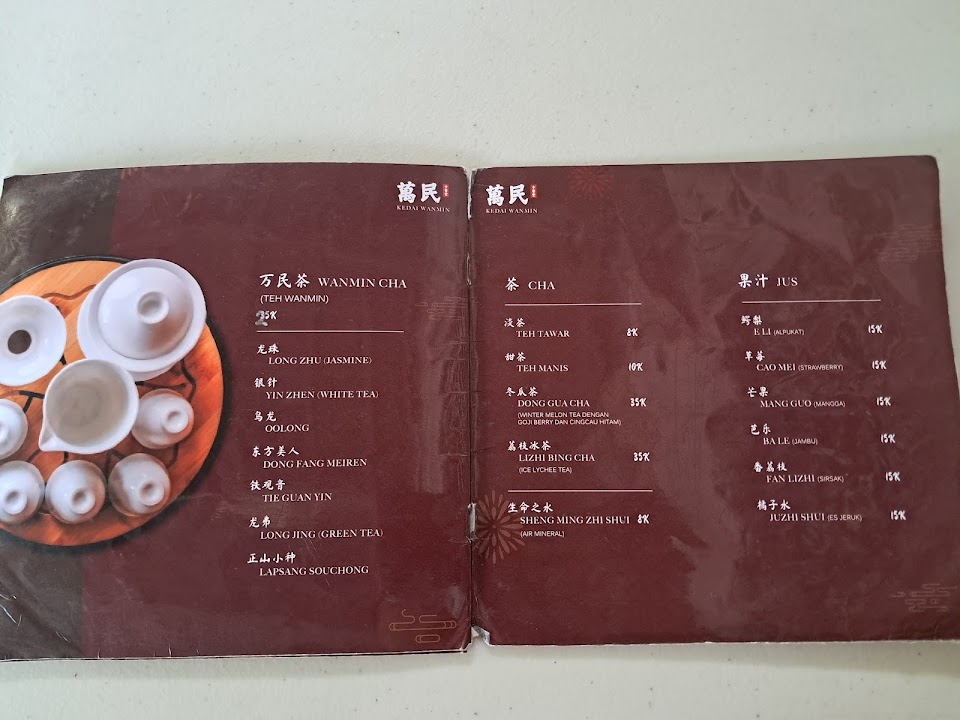 萬民
KEDAI WANMIN
万民茶 WANMIN CHA
(TEH WANMIN)
25K
龙珠
LONG ZHU (JASMINE)
银针
YIN ZHEN (WHITE TEA)
乌龙
OOLONG
东方美人
DONG FANG MEIREN
铁观音
TIE GUAN YIN
龙弗
LONG JING (GREEN TEA)
正山小种
LAPSANG SOUCHONG
萬民
KEDAI WANMIN
茶 CHA
淡茶
TEH TAWAR 8K
甜茶
TEH MANIS 10K
冬瓜茶
DONG GUA CHA 35K
(WINTER MELON TEA DENGAN
GOJI BERRY DAN CINGCAU HITAM)
荔枝冰茶
LIZHI BING CHA 35K
(ICE LYCHEE TEA)
生命之水
SHENG MING ZHI SHUI 8K
(AIR MINERAL)
果汁 JUS
鳄梨
E LI (ALPUKAT) 15K
草莓
CAO MEI (STRAWBERRY) 15K
芒果
MANG GUO (MANGGA) 15K
芭乐
BA LE (JAMBU) 15K
番荔枝
FAN LIZHI (SIRSAK) 15K
橘子水
JUZHI SHUI (ES JERUK) 15K